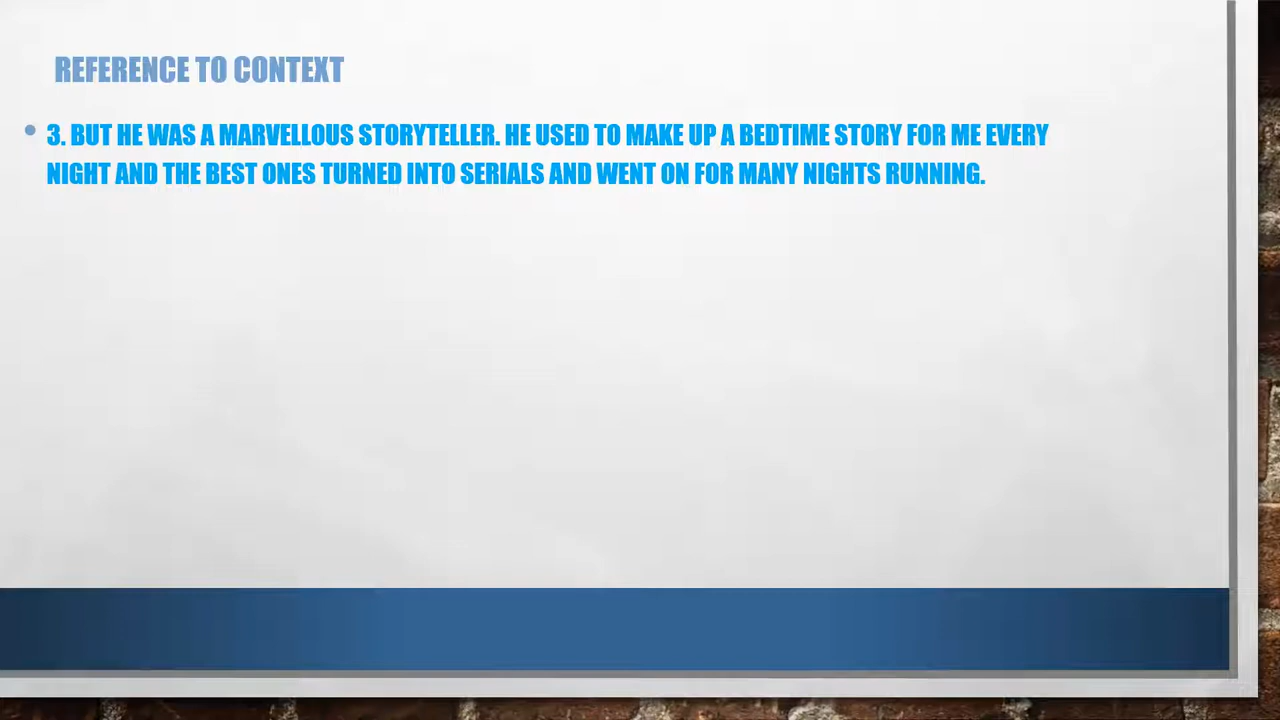 REFERENCE TO CONTEXT
• 3. BUT HE WAS A MARVELLOUS STORYTELLER. HE USED TO MAKE UP A BEDTIME STORY FOR ME EVERY
NIGHT AND THE BEST ONES TURNED INTO SERIALS AND WENT ON FOR MANY NIGHTS RUNNING.